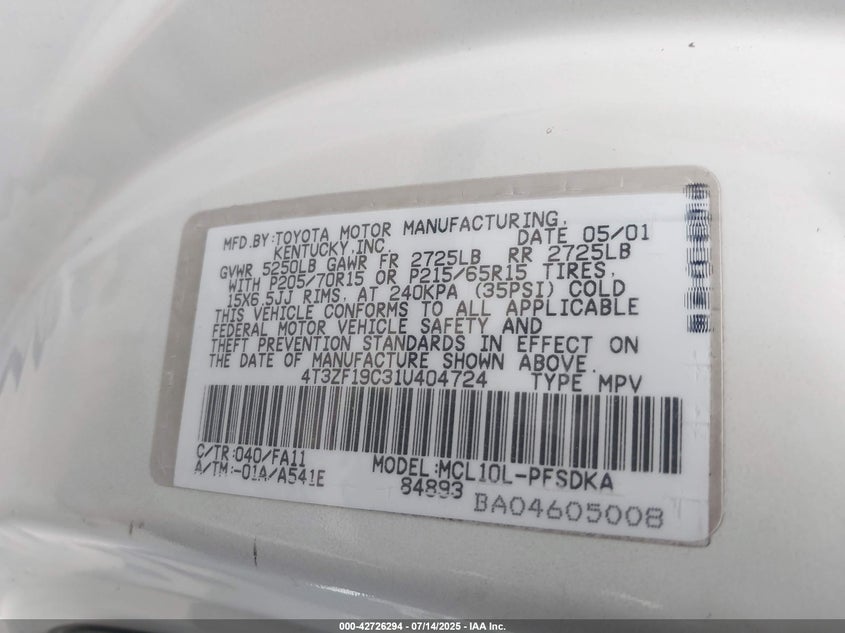 MFD.BY:TOYOTA MOTOR MANUFACTURING,
KENTUCKY,INC. DATE 05/01
GVWR 5250LB GAWR FR 2725LB RR 2725LB
WITH P205/70R15 OR P215/65R15 TIRES,
15X6.5JJ RIMS, AT 240KPA (35PSI) COLD
THIS VEHICLE CONFORMS TO ALL APPLICABLE
FEDERAL MOTOR VEHICLE SAFETY AND
THEFT PREVENTION STANDARDS IN EFFECT ON
THE DATE OF MANUFACTURE SHOWN ABOVE.
4T3ZF19C31U404724 TYPE MPV
C/TR:040/FA11 MODEL:MCL10L-PFSDKA
A/TM:-01A/A541E 84893
BA04605008
000-42726294 - 07/14/2025 - IAA Inc.